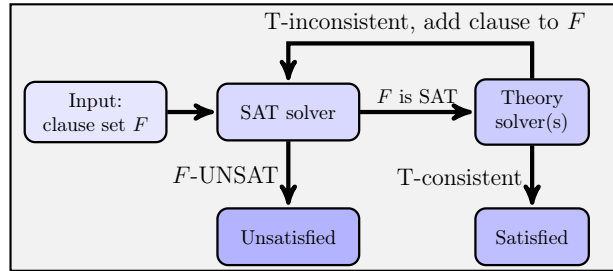 T-inconsistent, add clause to F
Input:
clause set F
SAT solver
F is SAT
Theory
solver(s)
F-UNSAT
T-consistent
Unsatisfied
Satisfied